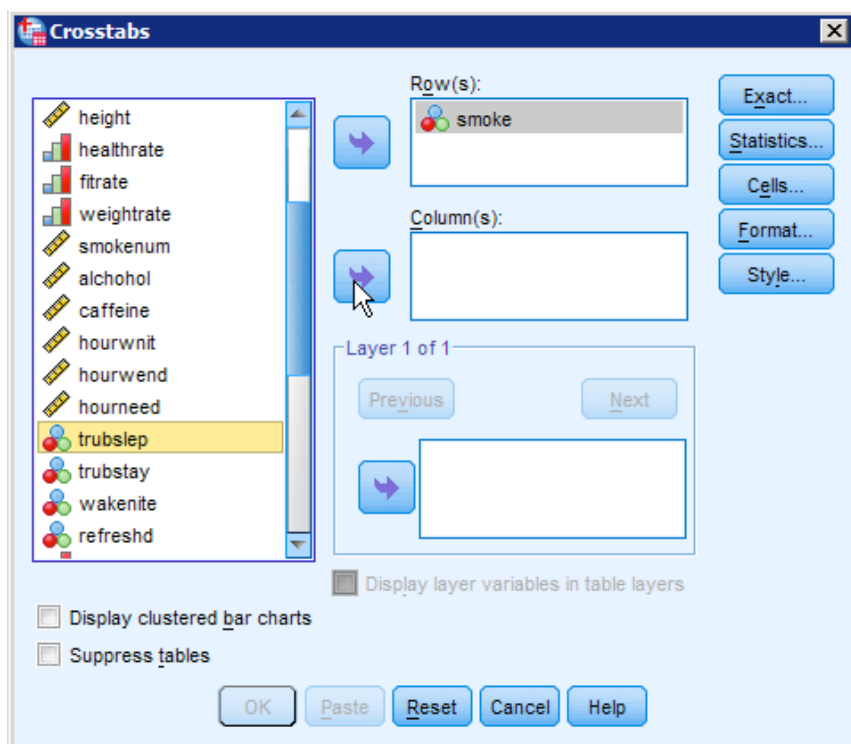 Crosstabs
height
healthrate
fitrate
weightrate
smokenum
alchohol
caffeine
hourwnit
hourwend
hourneed
trubslep
trubstay
wakenite
refreshd
Row(s):
smoke
Column(s):
Layer 1 of 1
Previous Next
Display layer variables in table layers
Exact...
Statistics...
Cells...
Format...
Style...
Display clustered bar charts
Suppress tables
OK Paste Reset Cancel Help